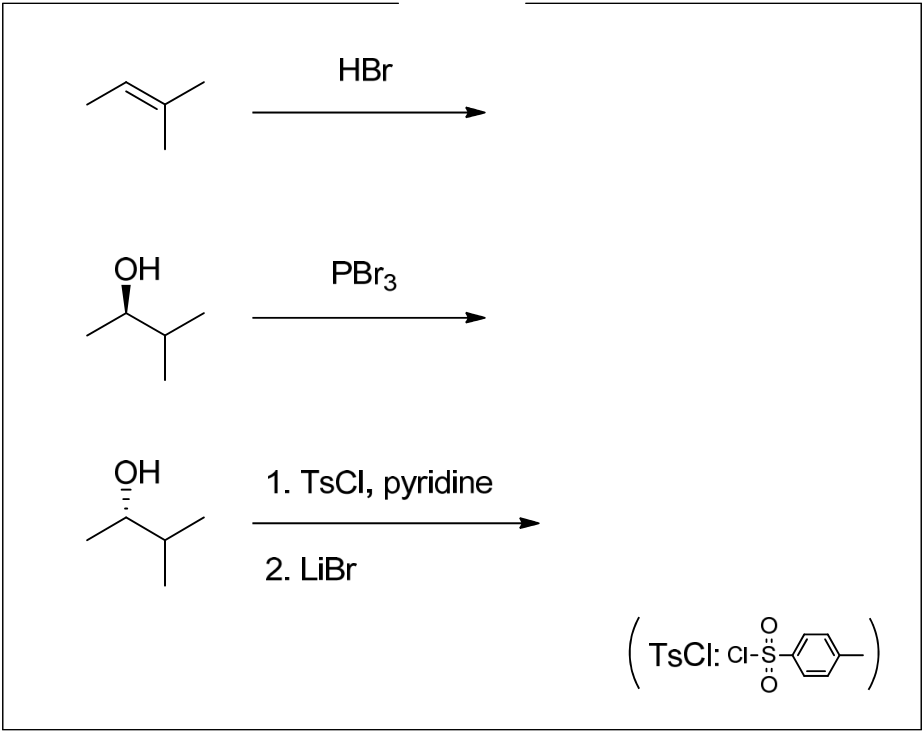 HBr
OH
PBr3
OH
1. TsCl, pyridine
2. LiBr
O
TsCl: Cl-S
O